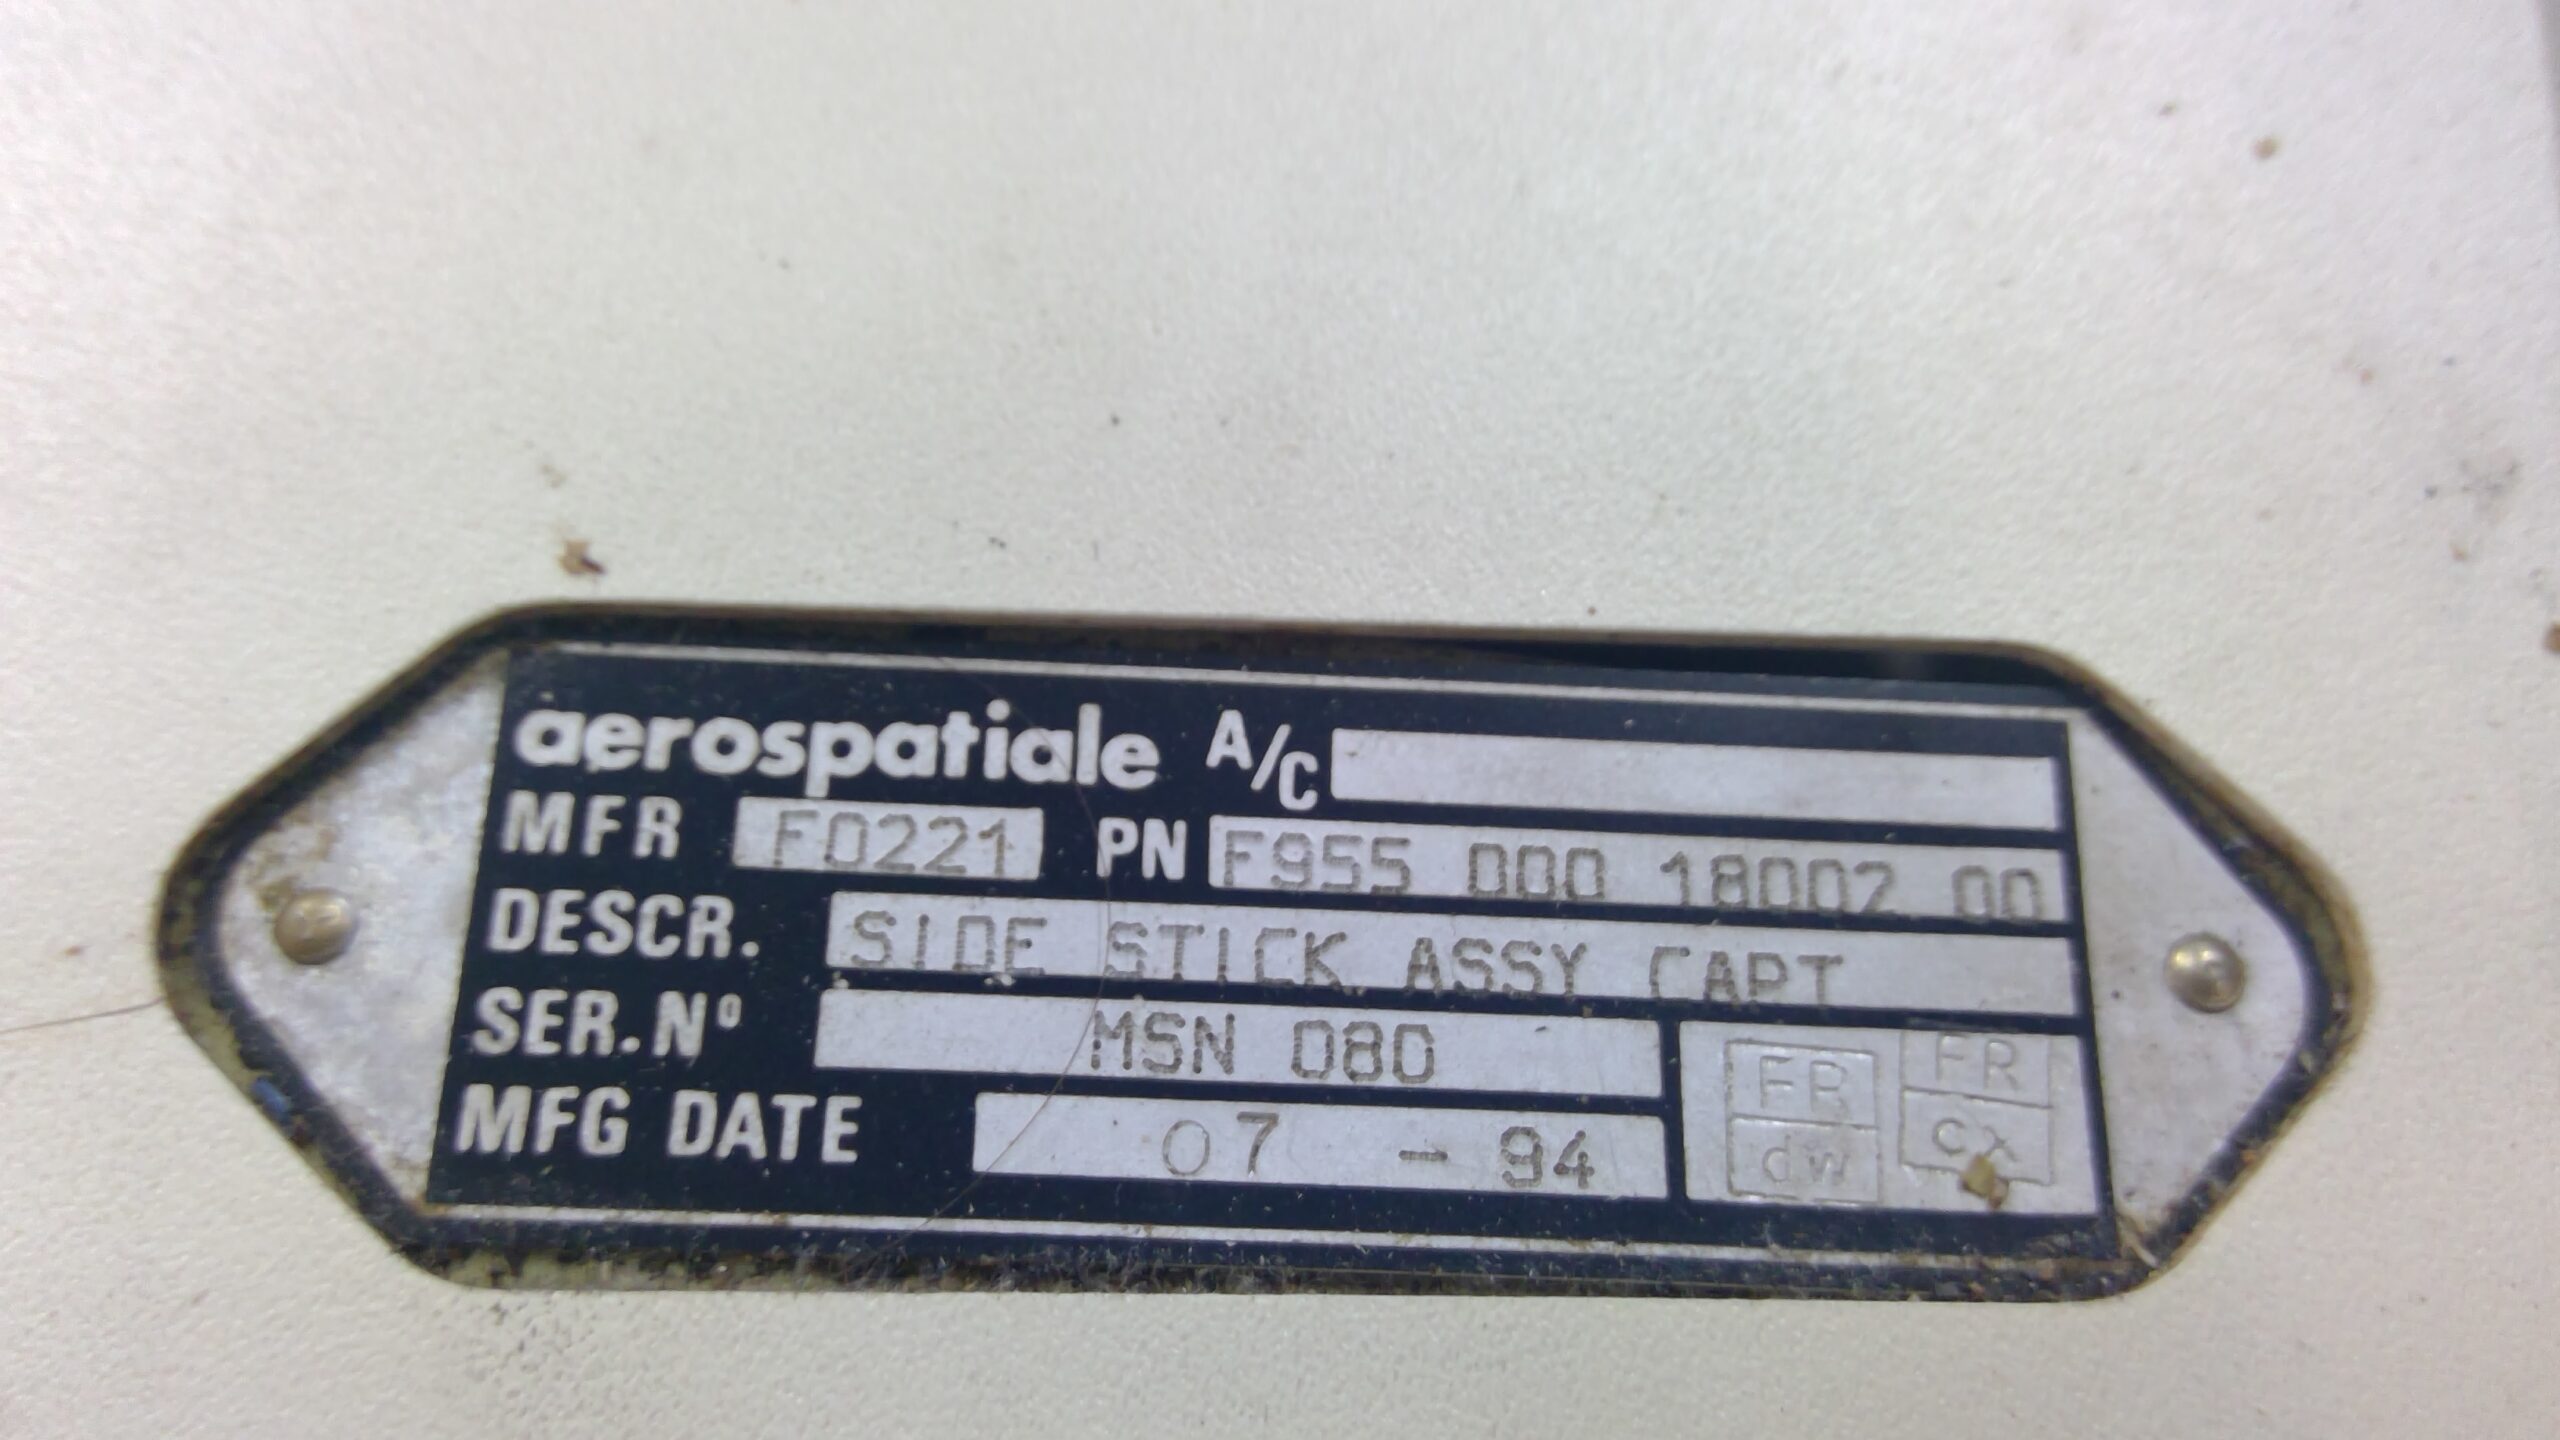 aerospatiale A/C
MFR F0221 PN F955 000 18002 00
DESCR. SIDE STICK ASSY CAPT
SER. Nº MSN 080
MFG DATE 07 - 94
FR FR
dw cx